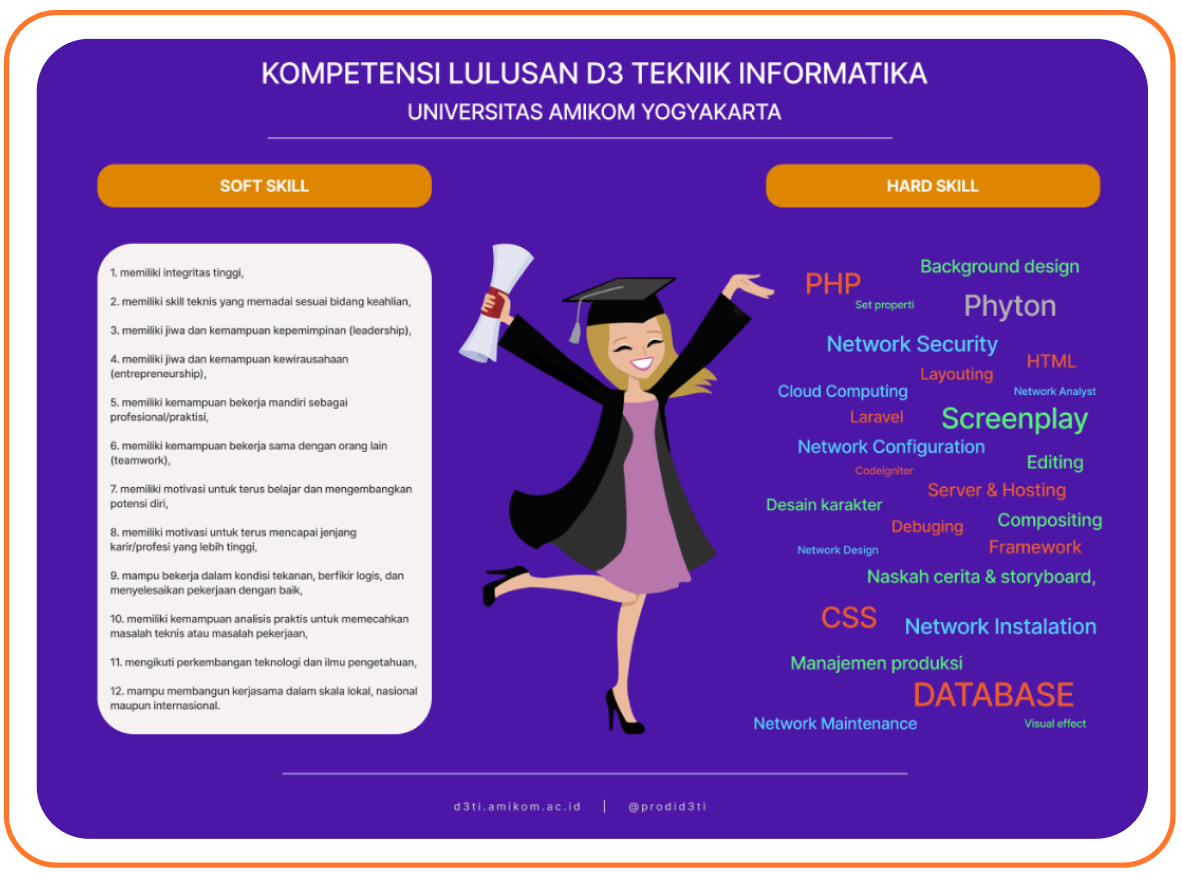 KOMPETENSI LULUSAN D3 TEKNIK INFORMATIKA
UNIVERSITAS AMIKOM YOGYAKARTA
SOFT SKILL
1. memiliki integritas tinggi,
2. memiliki skill teknis yang memadai sesuai bidang keahlian,
3. memiliki jiwa dan kemampuan kepemimpinan (leadership),
4. memiliki jiwa dan kemampuan kewirausahaan
(entrepreneurship),
5. memiliki kemampuan bekerja mandiri sebagai
profesional/praktisi,
6. memiliki kemampuan bekerja sama dengan orang lain
(teamwork),
7. memiliki motivasi untuk terus belajar dan mengembangkan
potensi diri,
8. memiliki motivasi untuk terus mencapai jenjang
karir/profesi yang lebih tinggi,
9. mampu bekerja dalam kondisi tekanan, berfikir logis, dan
menyelesaikan pekerjaan dengan baik,
10. memiliki kemampuan analisis praktis untuk memecahkan
masalah teknis atau masalah pekerjaan,
11. mengikuti perkembangan teknologi dan ilmu pengetahuan,
12. mampu membangun kerjasama dalam skala lokal, nasional
maupun internasional.
HARD SKILL
Background design
PHP
Set properti
Phyton
Network Security
HTML
Layouting
Cloud Computing
Network Analyst
Laravel
Screenplay
Network Configuration
Editing
Codeigniter
Server & Hosting
Desain karakter
Compositing
Debuging
Network Design
Framework
Naskah cerita & storyboard,
CSS
Network Instalation
Manajemen produksi
DATABASE
Network Maintenance
Visual effect
d3ti.amikom.ac.id | @prodid3ti